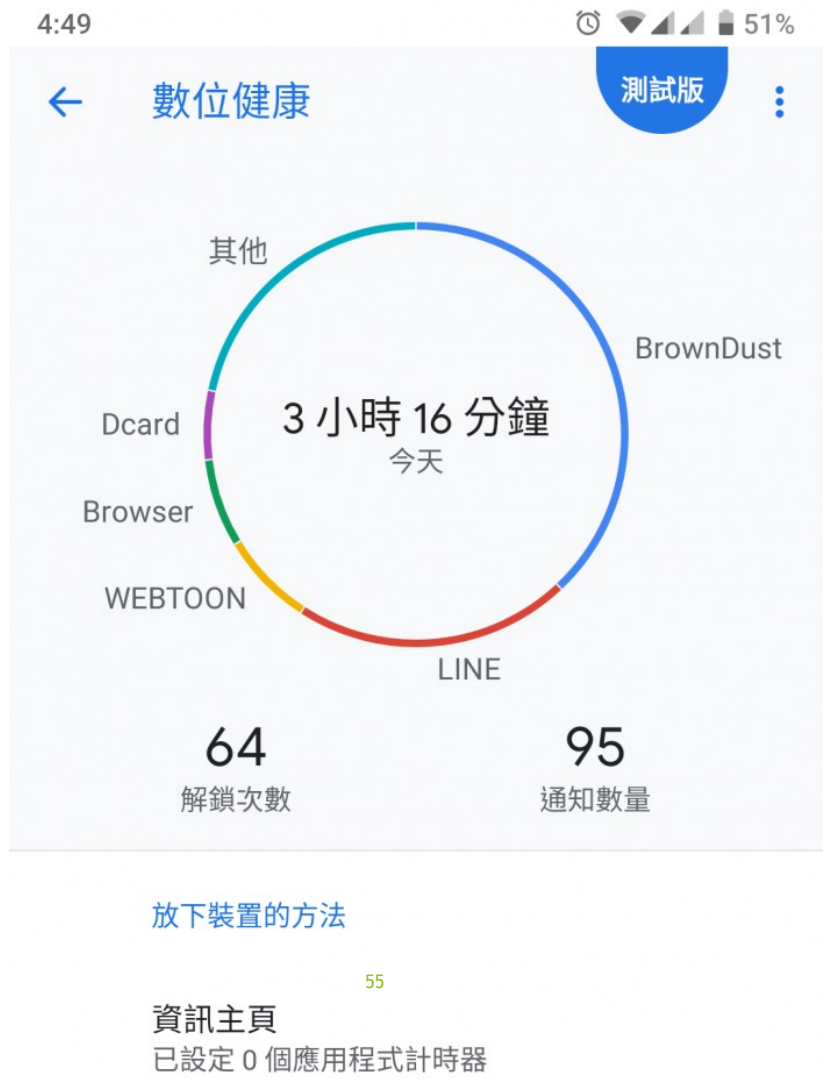 4:49 51%
數位健康 測試版
其他
BrownDust
Dcard
3 小時 16 分鐘
今天
Browser
WEBTOON
LINE
64 95
解鎖次數 通知數量
放下裝置的方法
55
資訊主頁
已設定 0 個應用程式計時器